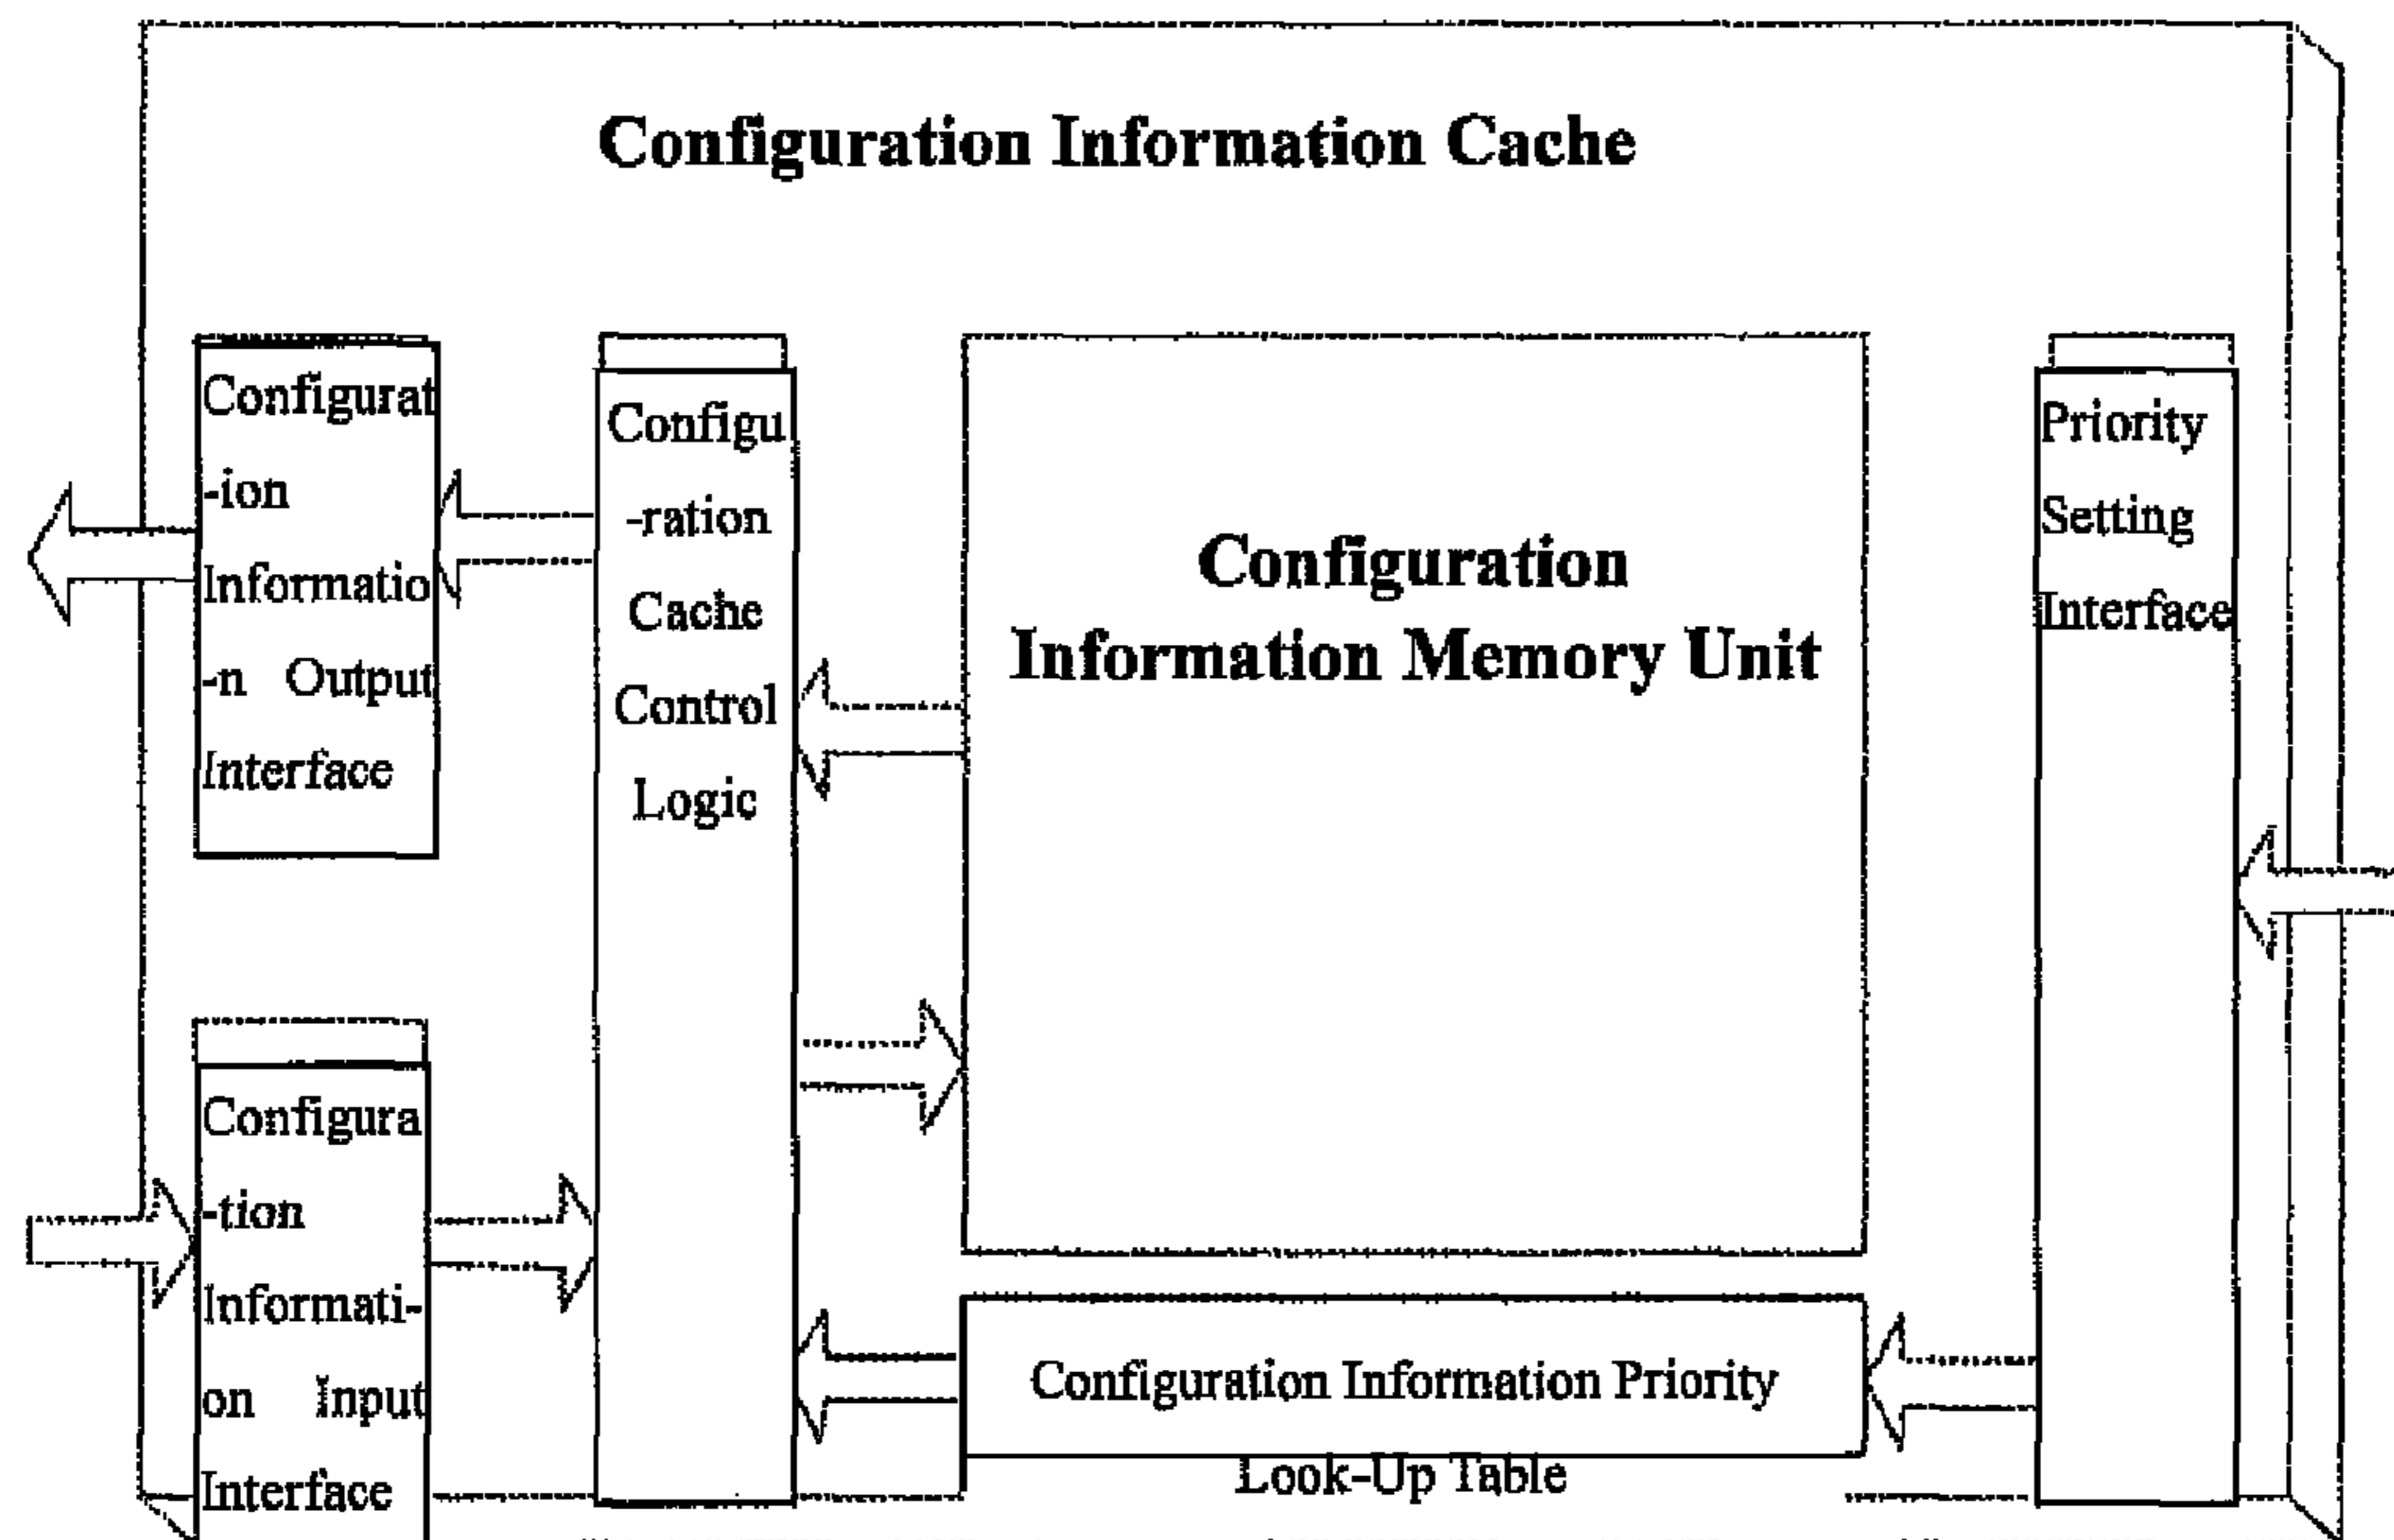 Configuration Information Cache
Configurat
-ion
Informatio
-n Output
Interface
Configu
-ration
Cache
Control
Logic
Configuration
Information Memory Unit
Priority
Setting
Interface
Configura
-tion
Informati-
on Input
Interface
Configuration Information Priority
Look-Up Table